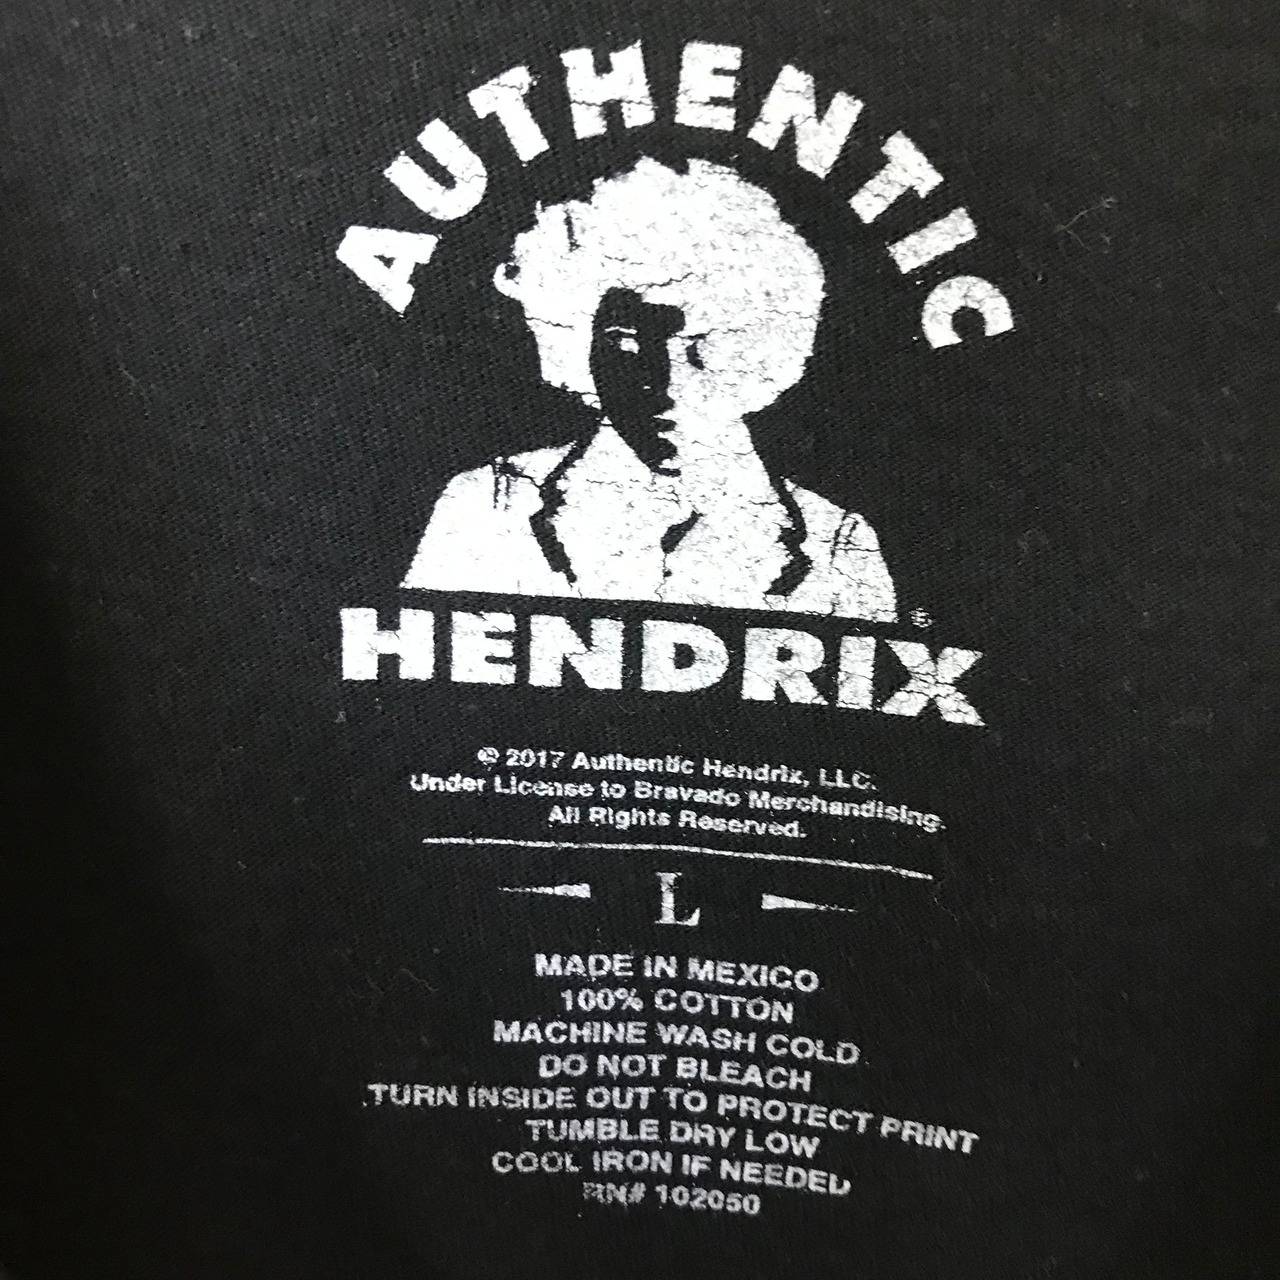 AUTHENTIC
HENDRIX®
© 2017 Authentic Hendrix, LLC.
Under License to Bravado Merchandising.
All Rights Reserved.
L
MADE IN MEXICO
100% COTTON
MACHINE WASH COLD
DO NOT BLEACH
TURN INSIDE OUT TO PROTECT PRINT
TUMBLE DRY LOW
COOL IRON IF NEEDED
RN# 102050